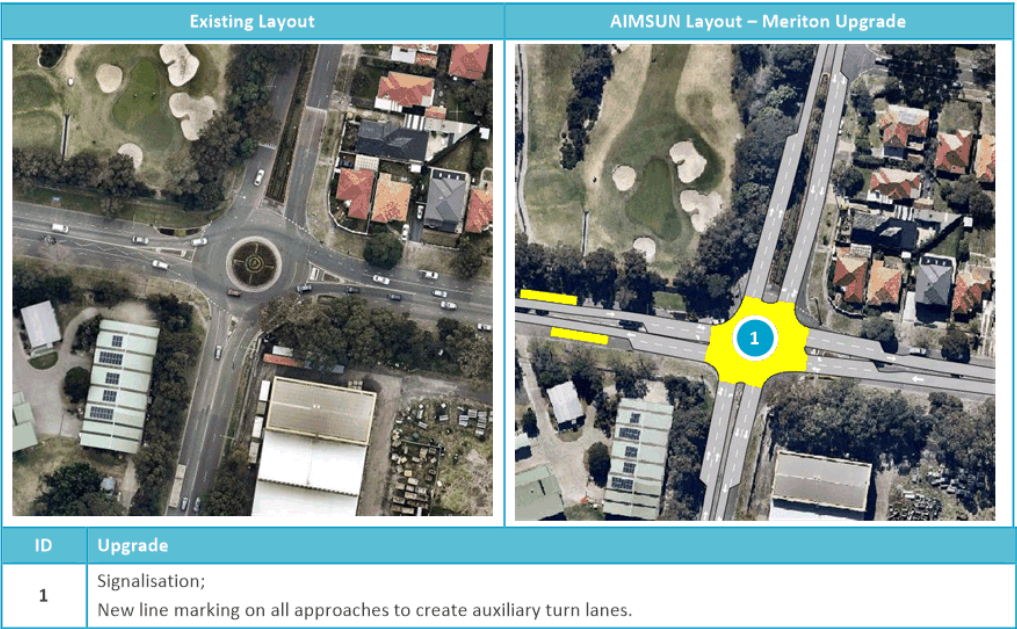 Existing Layout
AIMSUN Layout – Meriton Upgrade
1
ID
Upgrade
1
Signalisation;
New line marking on all approaches to create auxiliary turn lanes.